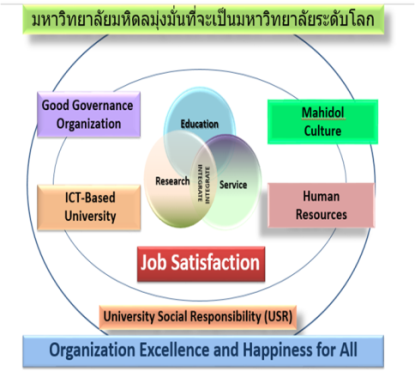 มหาวิทยาลัยมหิดลมุ่งมั่นที่จะเป็นมหาวิทยาลัยระดับโลก
Good Governance
Organization
Education
Mahidol
Culture
Research
INTEGRATE
Service
ICT-Based
University
Human
Resources
Job Satisfaction
University Social Responsibility (USR)
Organization Excellence and Happiness for All